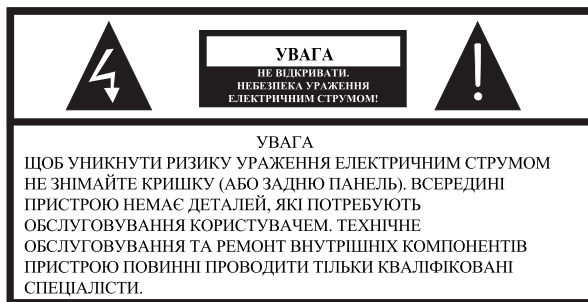 УВАГА
НЕ ВІДКРИВАТИ.
НЕБЕЗПЕКА УРАЖЕННЯ
ЕЛЕКТРИЧНИМ СТРУМОМ!
УВАГА
ЩОБ УНИКНУТИ РИЗИКУ УРАЖЕННЯ ЕЛЕКТРИЧНИМ СТРУМОМ
НЕ ЗНІМАЙТЕ КРИШКУ (АБО ЗАДНЮ ПАНЕЛЬ). ВСЕРЕДИНІ
ПРИСТРОЮ НЕМАЄ ДЕТАЛЕЙ, ЯКІ ПОТРЕБУЮТЬ
ОБСЛУГОВУВАННЯ КОРИСТУВАЧЕМ. ТЕХНІЧНЕ
ОБСЛУГОВУВАННЯ ТА РЕМОНТ ВНУТРІШНІХ КОМПОНЕНТІВ
ПРИСТРОЮ ПОВИННІ ПРОВОДИТИ ТІЛЬКИ КВАЛІФІКОВАНІ
СПЕЦІАЛІСТИ.